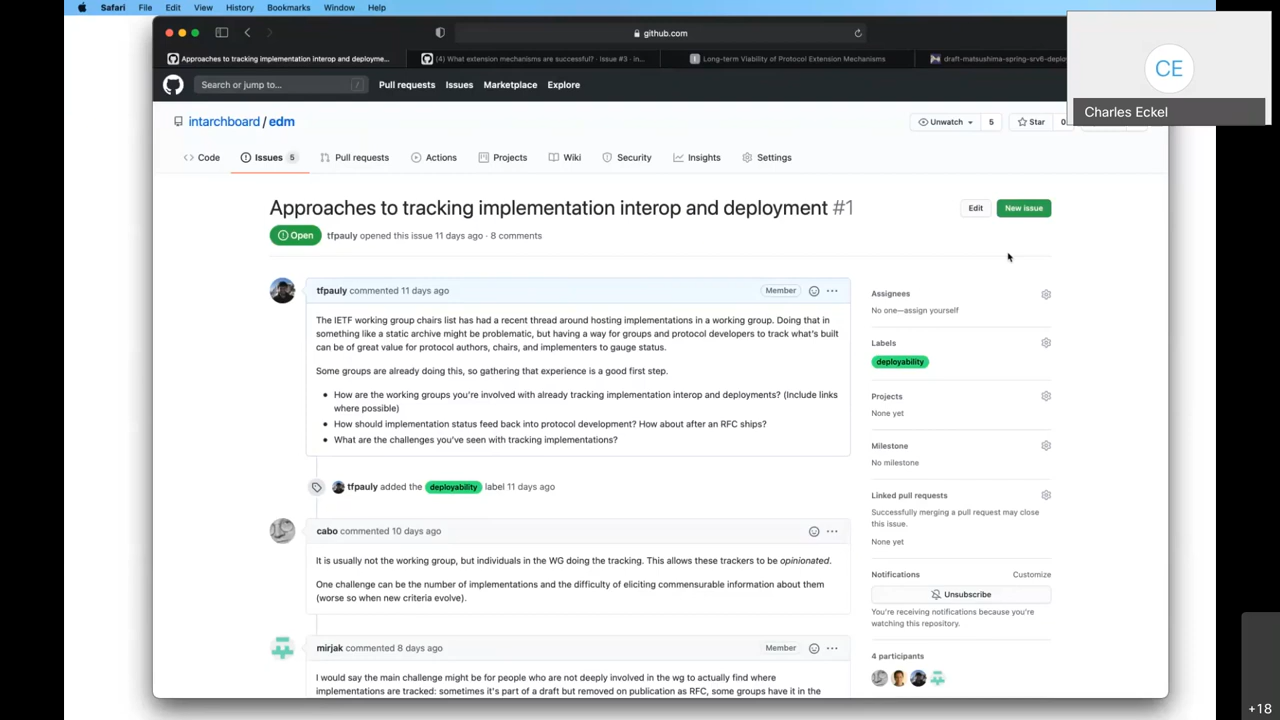 Safari File Edit View History Bookmarks Window Help
github.com
Approaches to tracking implementation interop and deployme...
(4) What extension mechanisms are successful? · Issue #3 · in...
Long-term Viability of Protocol Extension Mechanisms
draft-matsushima-spring-srv6-deploy
CE
Charles Eckel
Search or jump to... /
Pull requests Issues Marketplace Explore
intarchboard / edm
Unwatch 5 Star 0
Code Issues 5 Pull requests Actions Projects Wiki Security Insights Settings
Approaches to tracking implementation interop and deployment #1
Edit New issue
Open tfpauly opened this issue 11 days ago · 8 comments
tfpauly commented 11 days ago Member
The IETF working group chairs list has had a recent thread around hosting implementations in a working group. Doing that in
something like a static archive might be problematic, but having a way for groups and protocol developers to track what's built
can be of great value for protocol authors, chairs, and implementers to gauge status.
Some groups are already doing this, so gathering that experience is a good first step.
• How are the working groups you're involved with already tracking implementation interop and deployments? (Include links
where possible)
• How should implementation status feed back into protocol development? How about after an RFC ships?
• What are the challenges you've seen with tracking implementations?
tfpauly added the deployability label 11 days ago
cabo commented 10 days ago
It is usually not the working group, but individuals in the WG doing the tracking. This allows these trackers to be opinionated.
One challenge can be the number of implementations and the difficulty of eliciting commensurable information about them
(worse so when new criteria evolve).
mirjak commented 8 days ago Member
I would say the main challenge might be for people who are not deeply involved in the wg to actually find where
implementations are tracked: sometimes it's part of a draft but removed on publication as RFC, some groups have it in the
Assignees
No one—assign yourself
Labels
deployability
Projects
None yet
Milestone
No milestone
Linked pull requests
Successfully merging a pull request may close
this issue.
None yet
Notifications Customize
Unsubscribe
You're receiving notifications because you're
watching this repository.
4 participants
+18